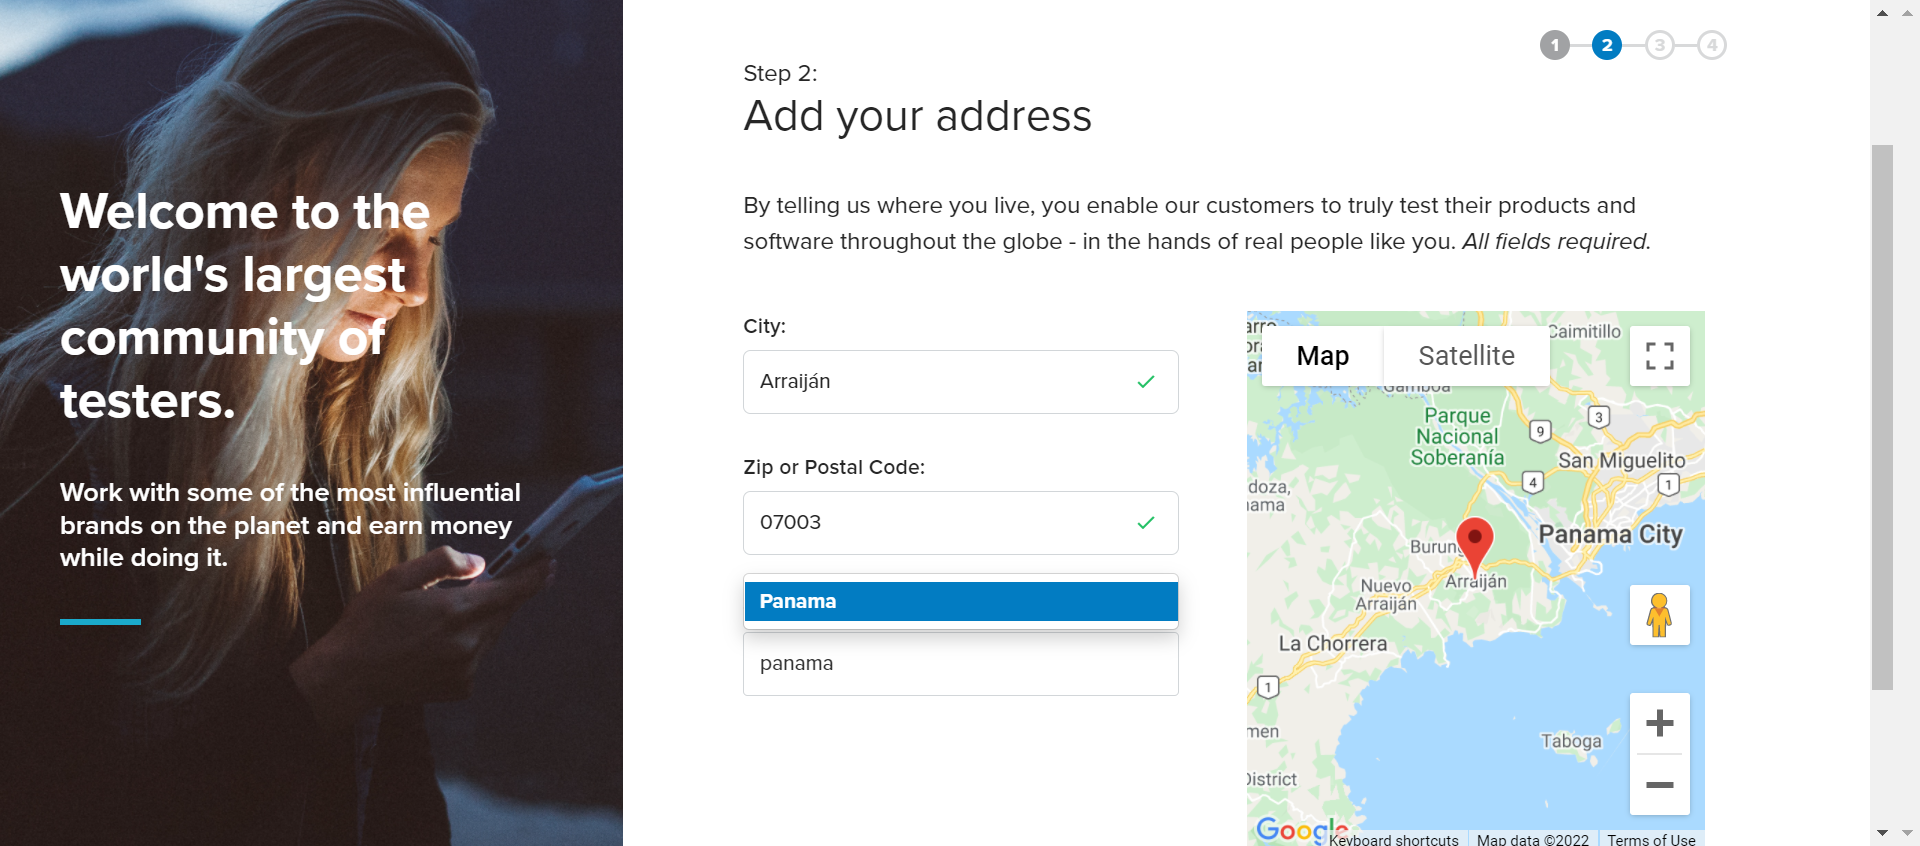 Welcome to the
world's largest
community of
testers.
Work with some of the most influential
brands on the planet and earn money
while doing it.
1
2
3
4
Step 2:
Add your address
By telling us where you live, you enable our customers to truly test their products and
software throughout the globe - in the hands of real people like you. All fields required.
City:
Arraiján
Zip or Postal Code:
07003
Panama
panama
Map
Satellite
Caimitillo
Gamboa
Parque
Nacional
Soberanía
9
3
San Miguelito
4
1
doza,
nama
Panama City
Burung
Arraiján
Nuevo
Arraiján
La Chorrera
1
men
Taboga
District
Google
Keyboard shortcuts
Map data ©2022
Terms of Use